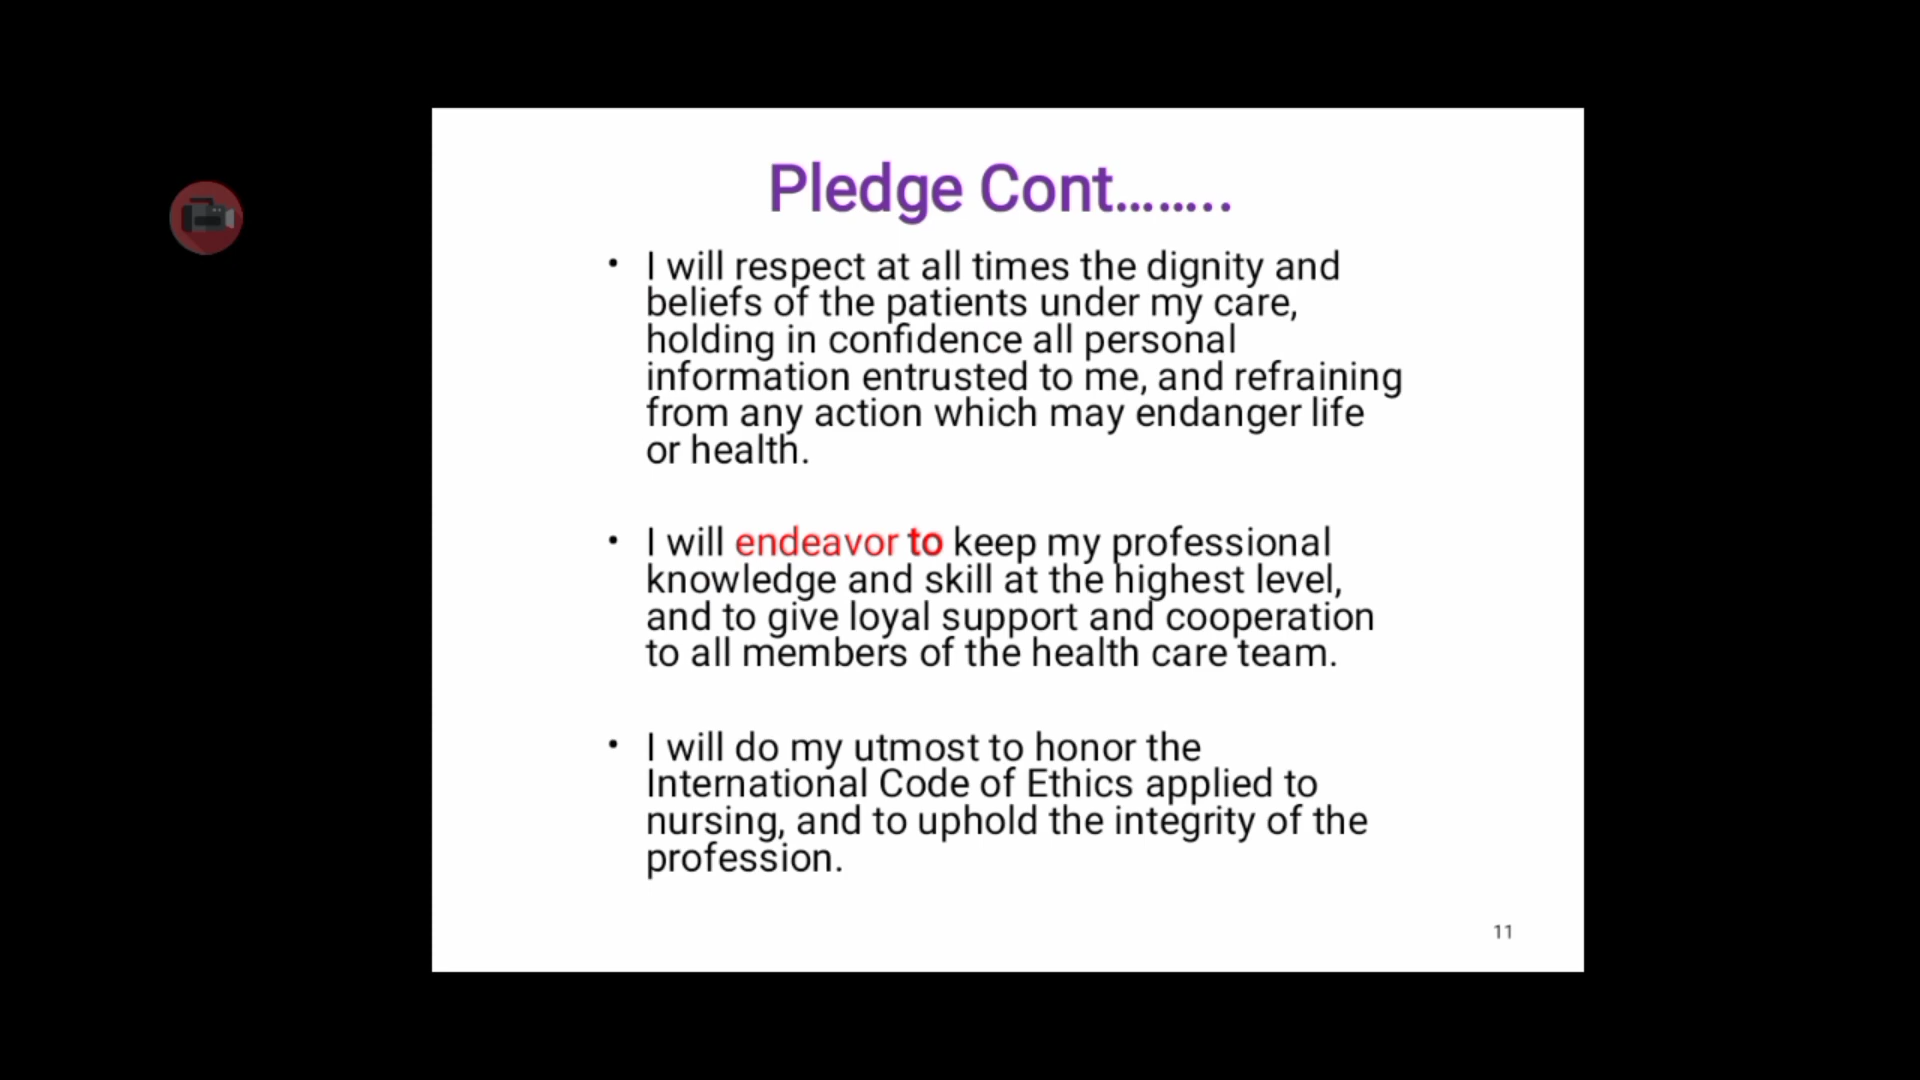 Pledge Cont……..
• I will respect at all times the dignity and
beliefs of the patients under my care,
holding in confidence all personal
information entrusted to me, and refraining
from any action which may endanger life
or health.
• I will endeavor to keep my professional
knowledge and skill at the highest level,
and to give loyal support and cooperation
to all members of the health care team.
• I will do my utmost to honor the
International Code of Ethics applied to
nursing, and to uphold the integrity of the
profession.
11